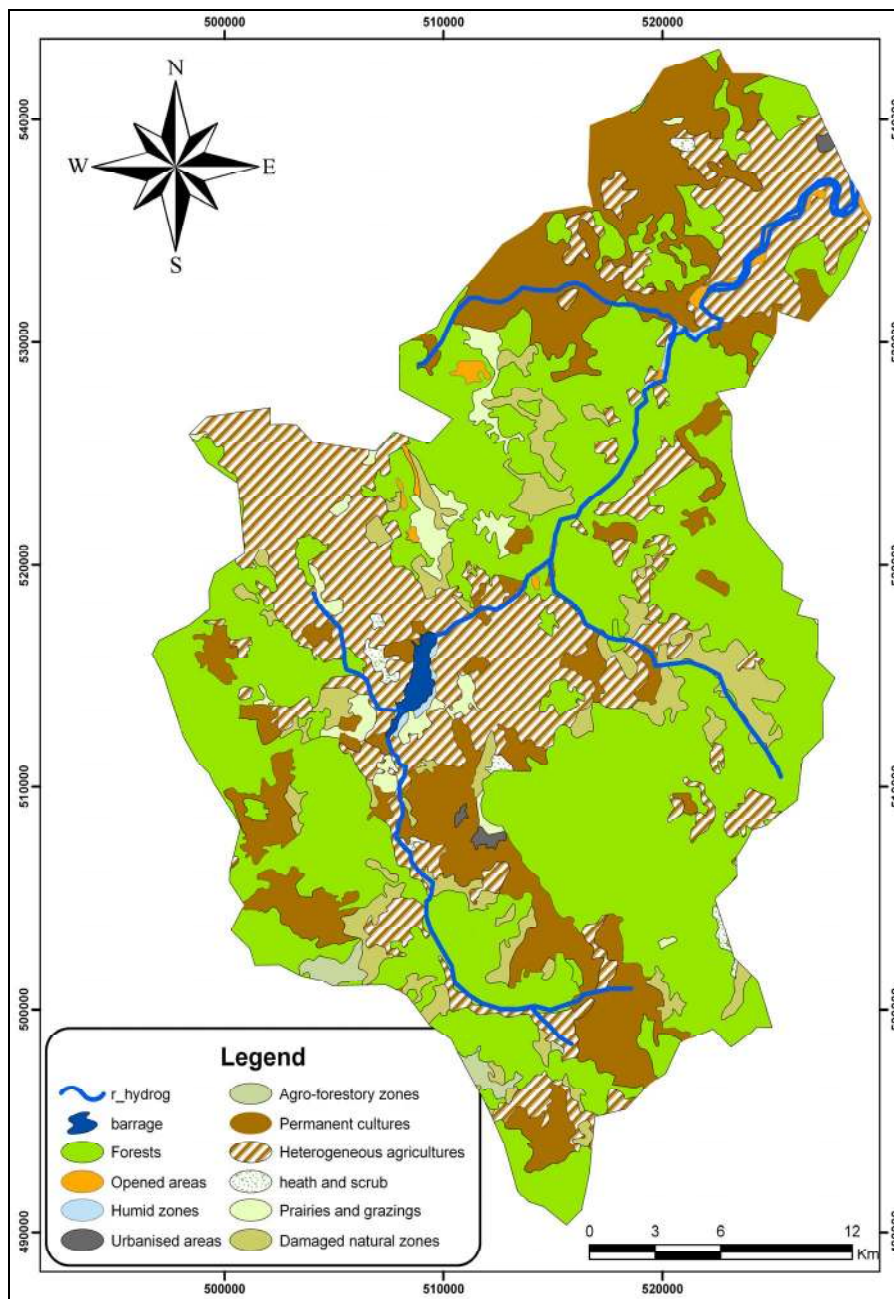 500000 510000 520000
N
W E
S
540000
530000
520000
510000
500000
490000
Legend
r_hydrog
barrage
Forests
Opened areas
Humid zones
Urbanised areas
Agro-forestory zones
Permanent cultures
Heterogeneous agricultures
heath and scrub
Prairies and grazings
Damaged natural zones
0 3 6 12
Km
500000 510000 520000